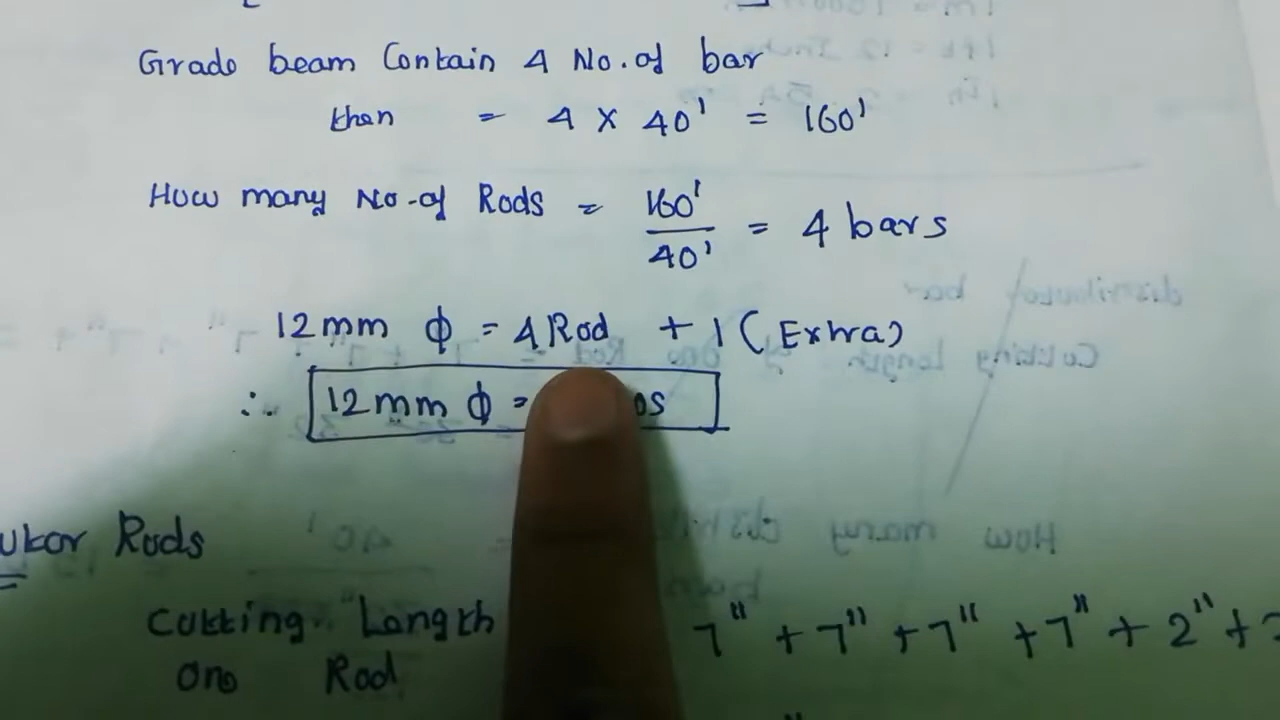 Grade beam Contain 4 No. of bar
then = 4 X 40' = 160'
How many No-of Rods = 160' / 40' = 4 bars
12mm ϕ = 4 Rod + 1 (Extra)
∴ 12mm ϕ = os
Rods
Cutting Length 7" + 7" + 7" + 7" + 2" +
One Rod